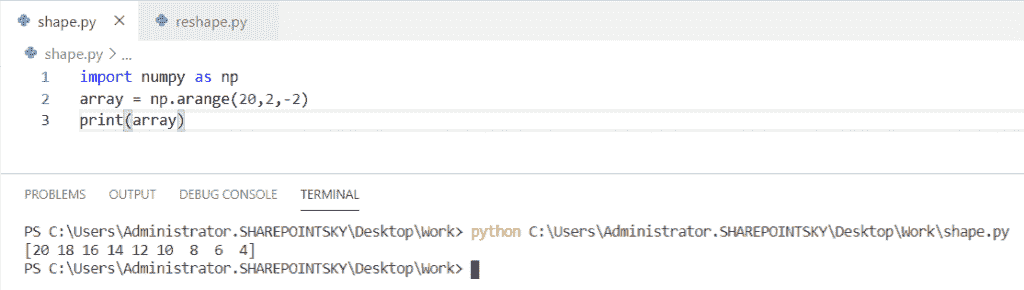 shape.py × reshape.py
shape.py > ...
1 import numpy as np
2 array = np.arange(20,2,-2)
3 print(array)
PROBLEMS OUTPUT DEBUG CONSOLE TERMINAL
PS C:\Users\Administrator.SHAREPOINTSKY\Desktop\Work> python C:\Users\Administrator.SHAREPOINTSKY\Desktop\Work\shape.py
[20 18 16 14 12 10  8  6  4]
PS C:\Users\Administrator.SHAREPOINTSKY\Desktop\Work>